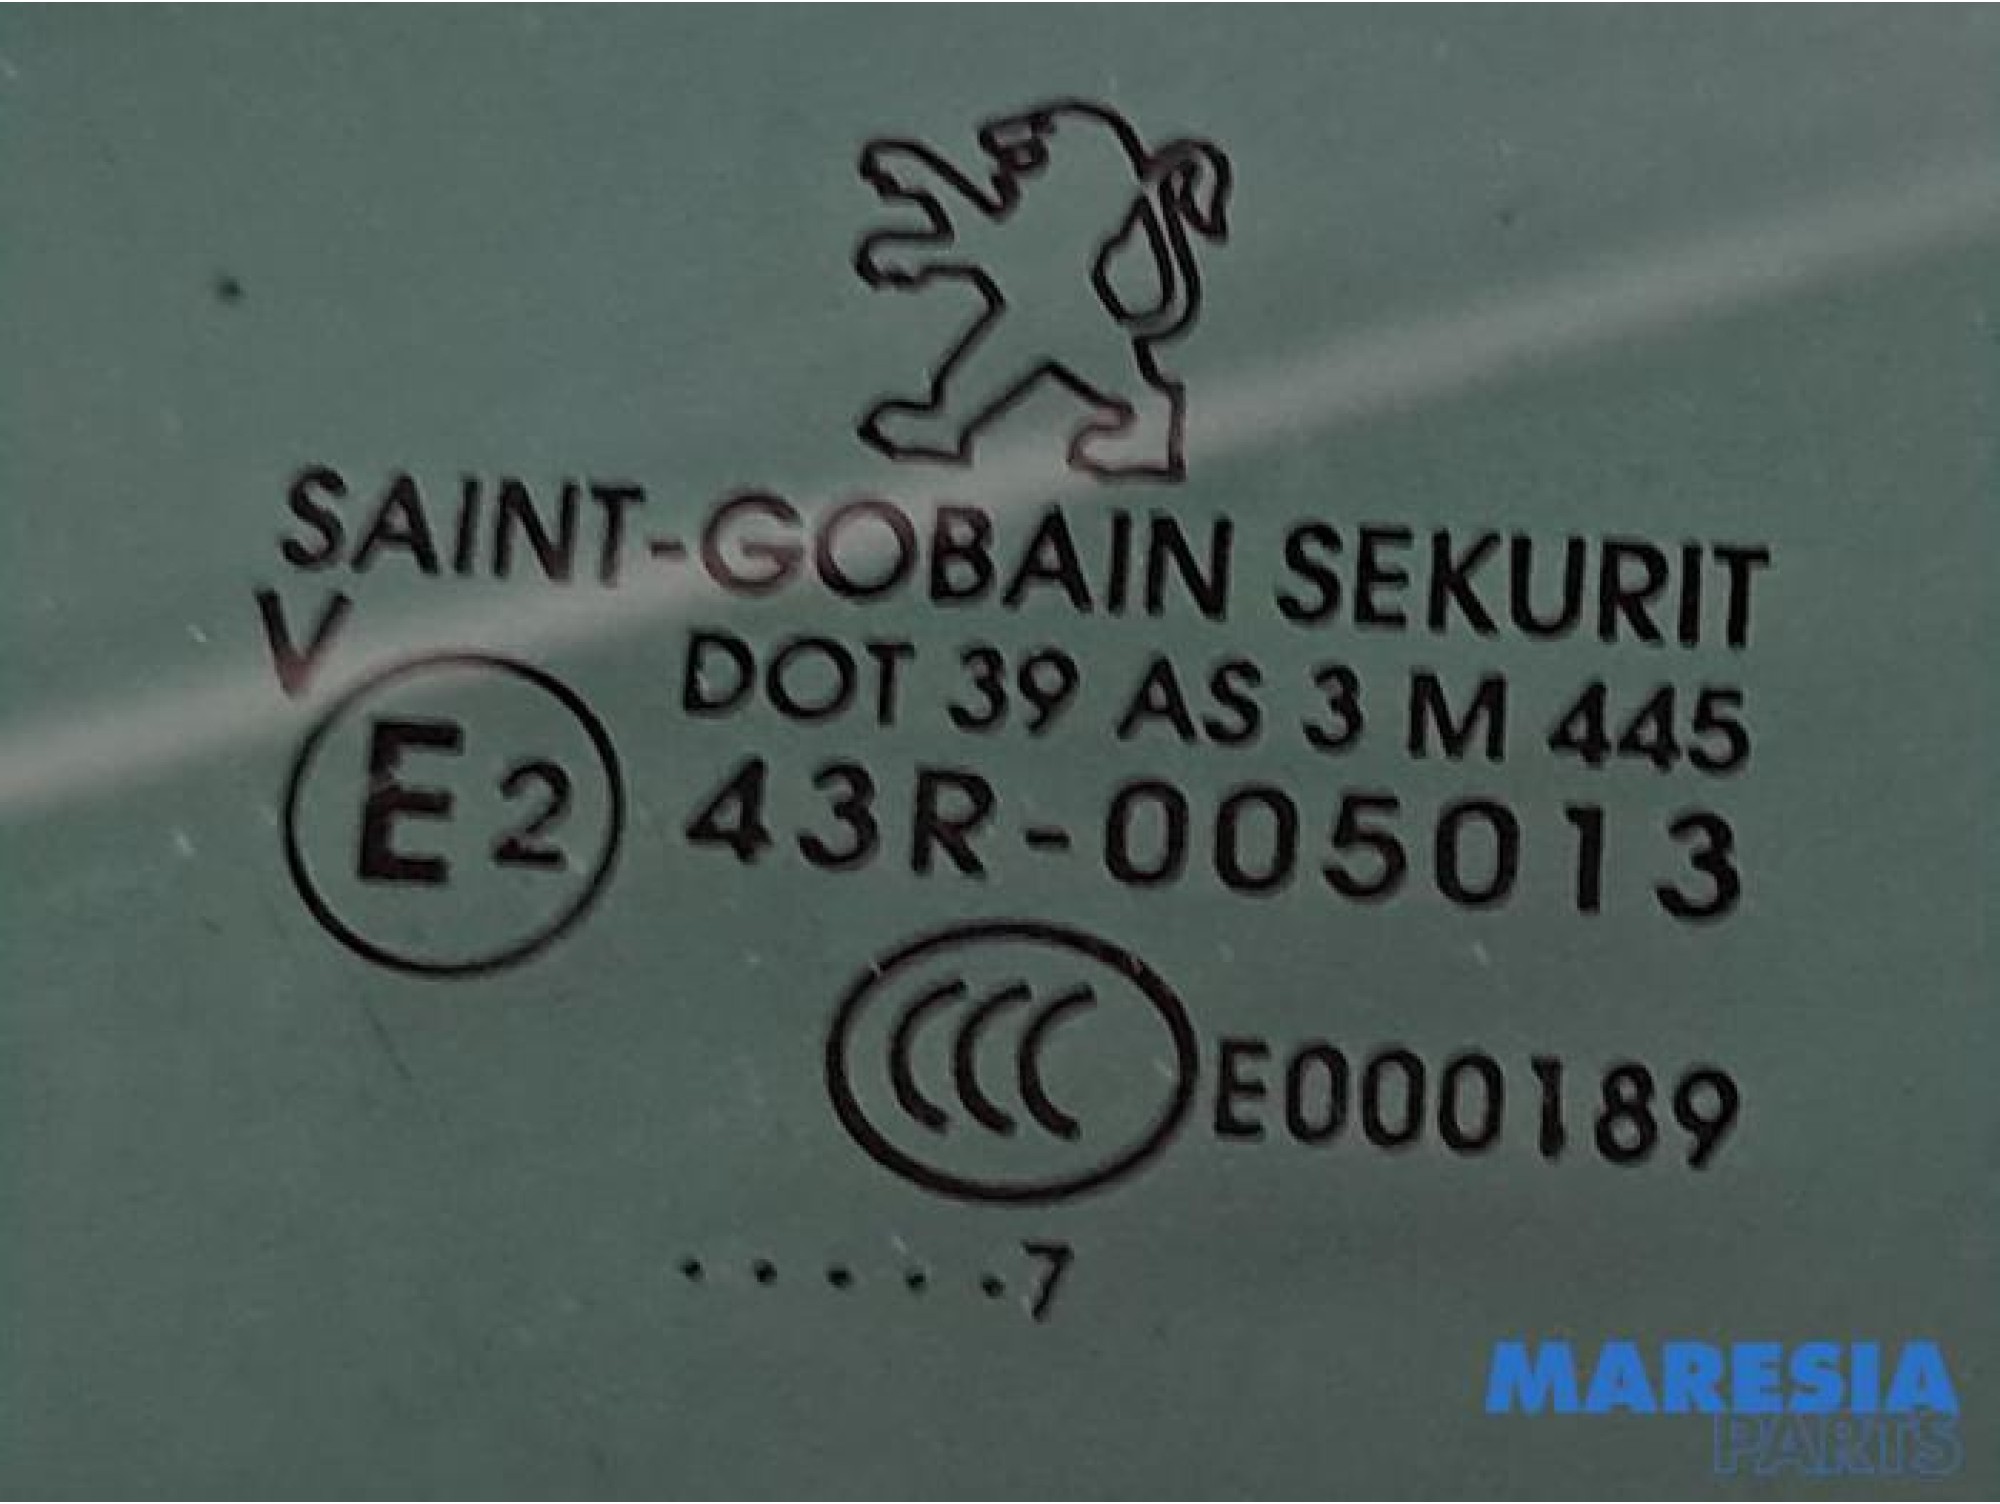 SAINT-GOBAIN SEKURIT
V
DOT 39 AS 3 M 445
E2 43R-005013
CCC E000189
.....7
MARESIA
PARTS